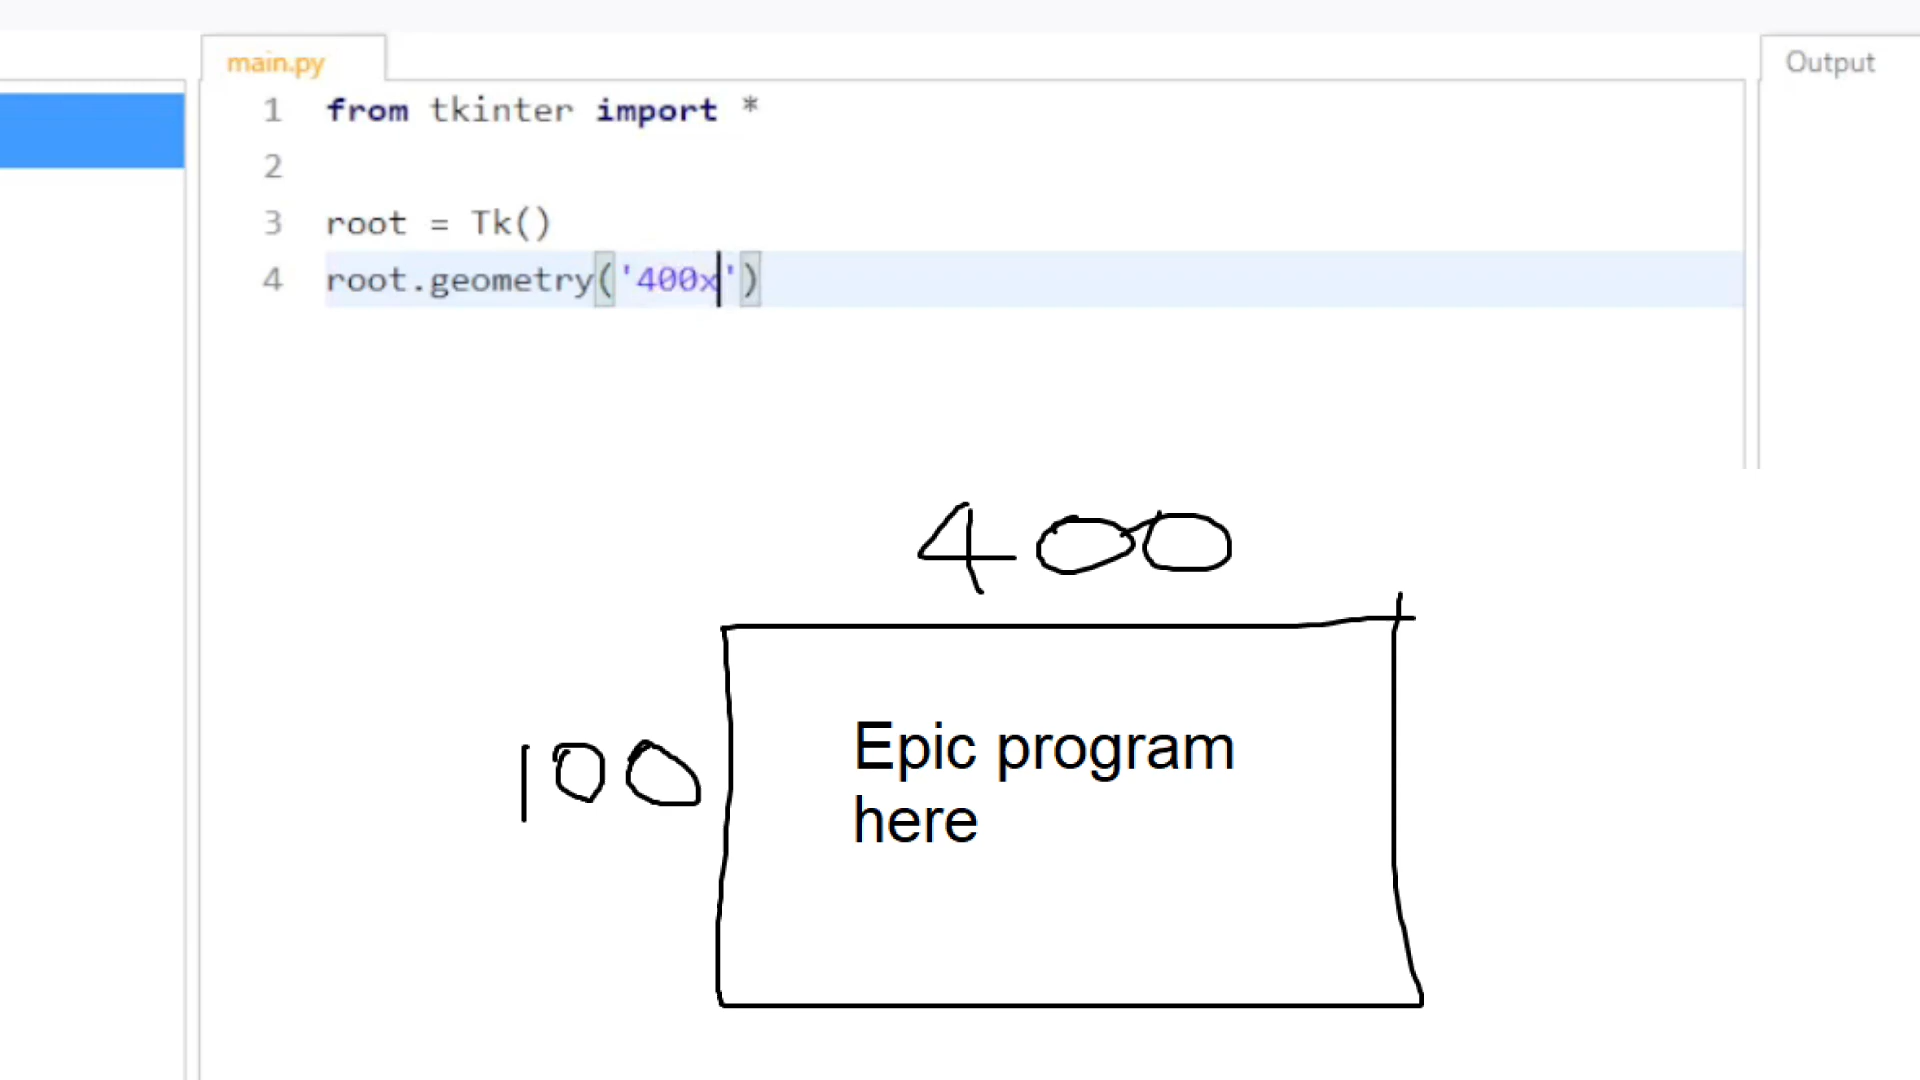 main.py
Output
1 from tkinter import *
2
3 root = Tk()
4 root.geometry('400x')
400
100
Epic program
here